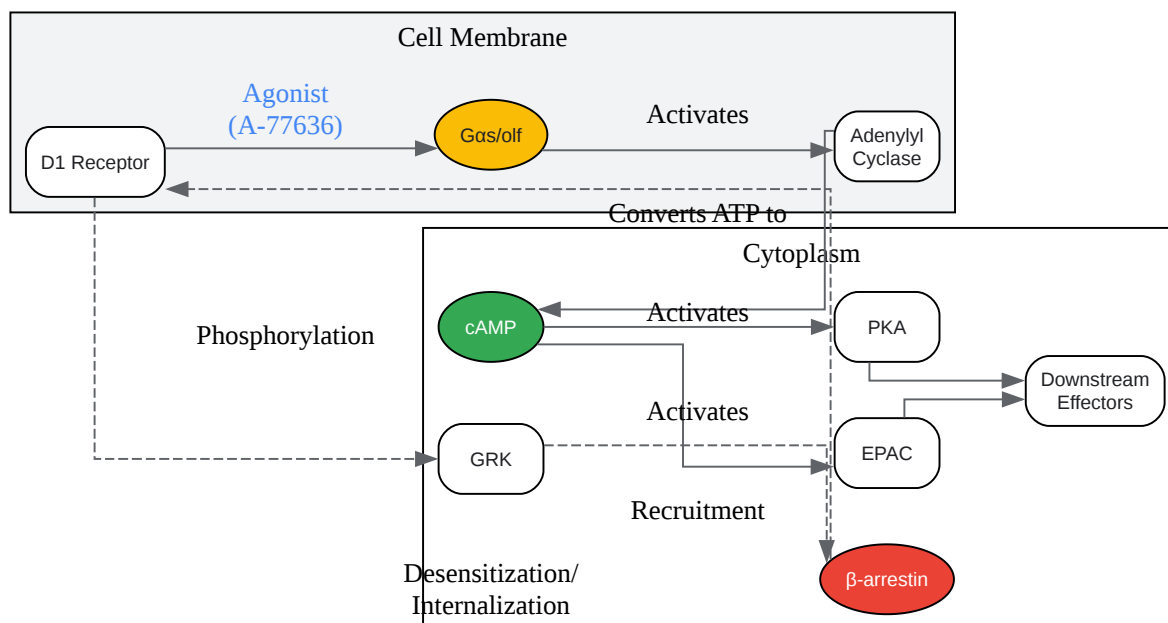 Cell Membrane
Agonist
(A-77636)
D1 Receptor
Gαs/olf
Activates
Adenylyl
Cyclase
Converts ATP to
Cytoplasm
Phosphorylation
cAMP
Activates
PKA
Downstream
Effectors
Activates
GRK
EPAC
Recruitment
Desensitization/
Internalization
β-arrestin